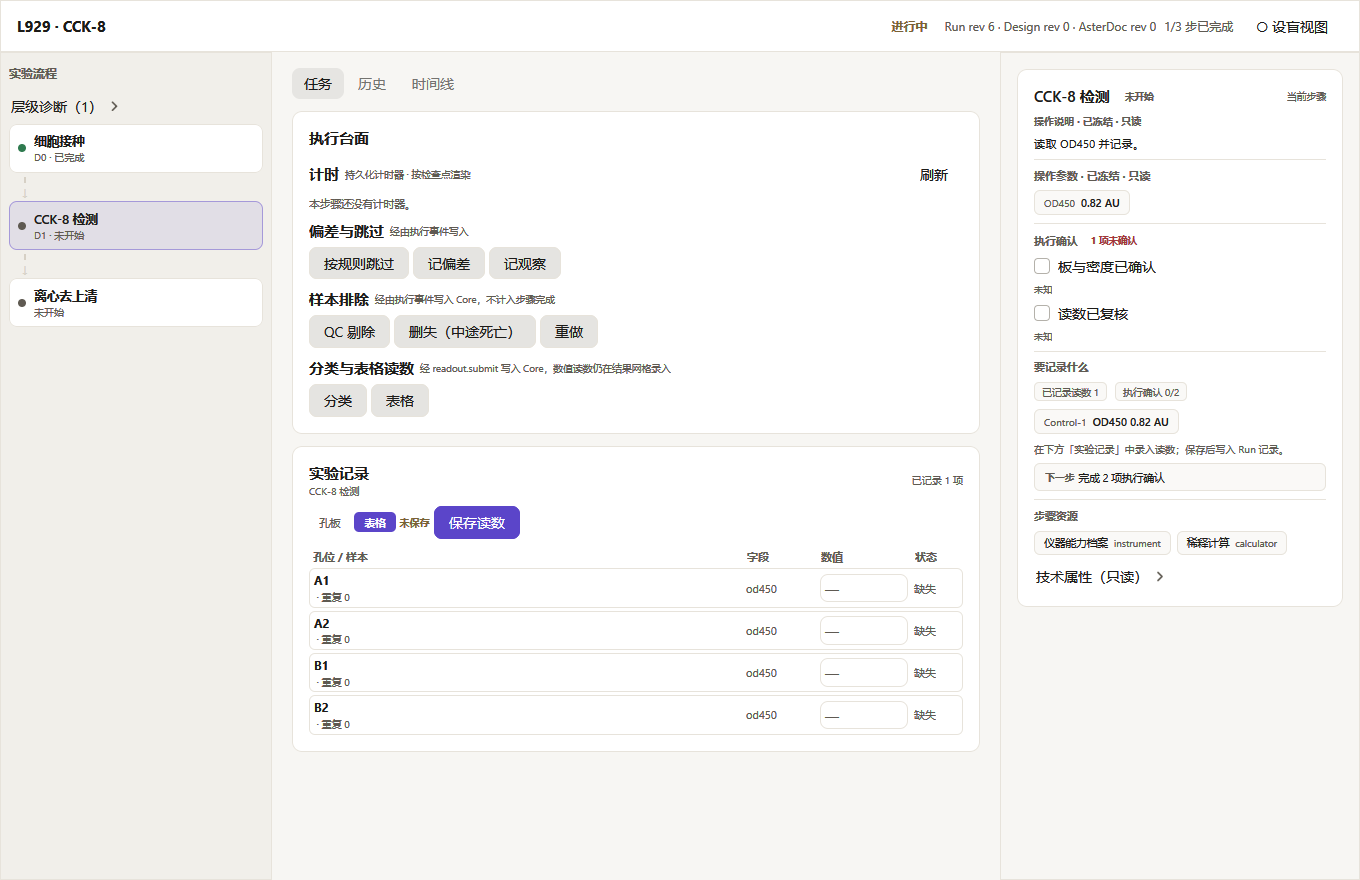 L929 · CCK-8
进行中 Run rev 6 · Design rev 0 · AsterDoc rev 0 1/3 步已完成 设盲视图
实验流程
层级诊断（1）
细胞接种
D0 · 已完成
CCK-8 检测
D1 · 未开始
离心去上清
未开始
任务 历史 时间线
执行台面
计时 持久化计时器 · 按检查点渲染 刷新
本步骤还没有计时器。
偏差与跳过 经由执行事件写入
按规则跳过 记偏差 记观察
样本排除 经由执行事件写入 Core，不计入步骤完成
QC 剔除 删失（中途死亡） 重做
分类与表格读数 经 readout.submit 写入 Core，数值读数仍在结果网格录入
分类 表格
实验记录
CCK-8 检测
已记录 1 项
孔板 表格 未保存 保存读数
孔位 / 样本 字段 数值 状态
A1
· 重复 0
od450 — 缺失
A2
· 重复 0
od450 — 缺失
B1
· 重复 0
od450 — 缺失
B2
· 重复 0
od450 — 缺失
CCK-8 检测 未开始 当前步骤
操作说明 · 已冻结 · 只读
读取 OD450 并记录。
操作参数 · 已冻结 · 只读
OD450 0.82 AU
执行确认 1 项未确认
板与密度已确认
未知
读数已复核
未知
要记录什么
已记录读数 1 执行确认 0/2
Control-1 OD450 0.82 AU
在下方「实验记录」中录入读数；保存后写入 Run 记录。
下一步 完成 2 项执行确认
步骤资源
仪器能力档案 instrument 稀释计算 calculator
技术属性（只读）